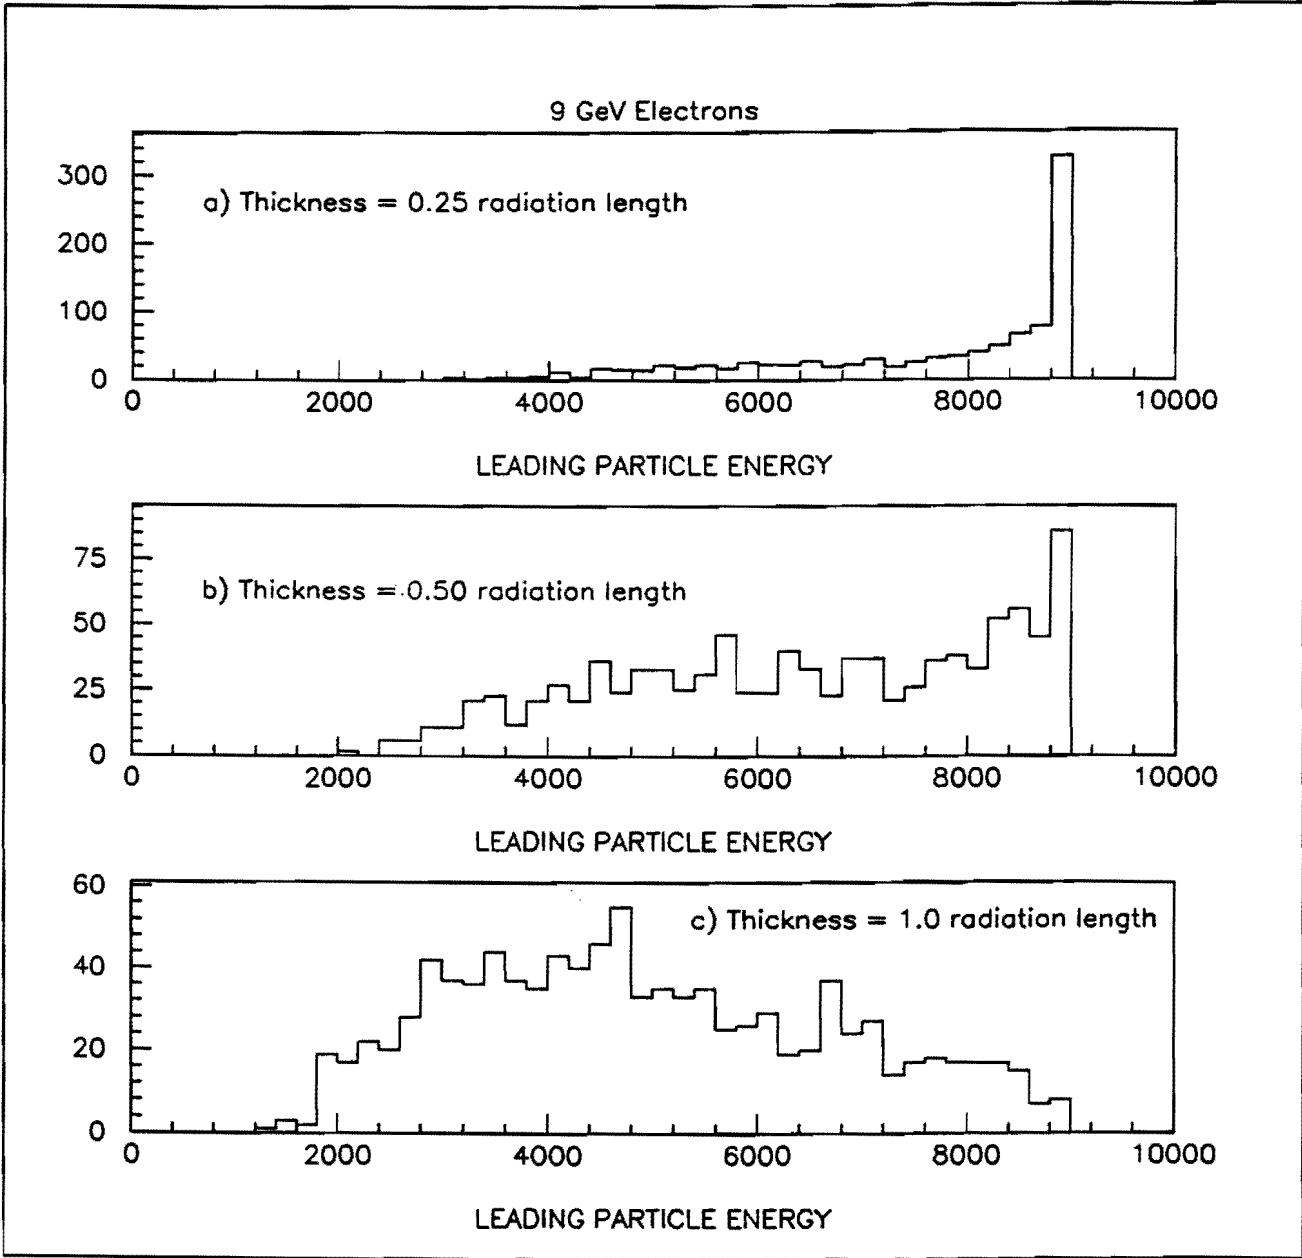 9 GeV Electrons
300
a) Thickness = 0.25 radiation length
200
100
0
0 2000 4000 6000 8000 10000
LEADING PARTICLE ENERGY
75
b) Thickness = 0.50 radiation length
50
25
0
0 2000 4000 6000 8000 10000
LEADING PARTICLE ENERGY
60
c) Thickness = 1.0 radiation length
40
20
0
0 2000 4000 6000 8000 10000
LEADING PARTICLE ENERGY